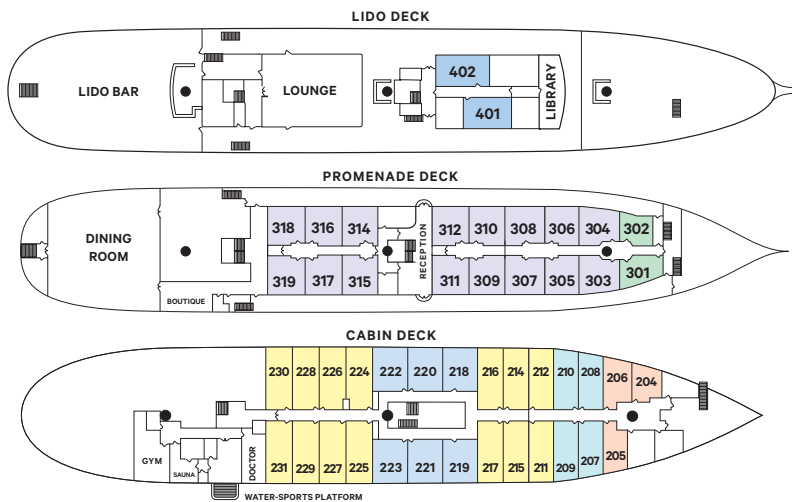 LIDO DECK
402
LIDO BAR
LOUNGE
LIBRARY
401
PROMENADE DECK
318 316 314 312 310 308 306 304 302
DINING
ROOM
RECEPTION
319 317 315 311 309 307 305 303 301
BOUTIQUE
CABIN DECK
230 228 226 224 222 220 218 216 214 212 210 208 206 204
GYM
SAUNA
DOCTOR
231 229 227 225 223 221 219 217 215 211 209 207 205
WATER-SPORTS PLATFORM